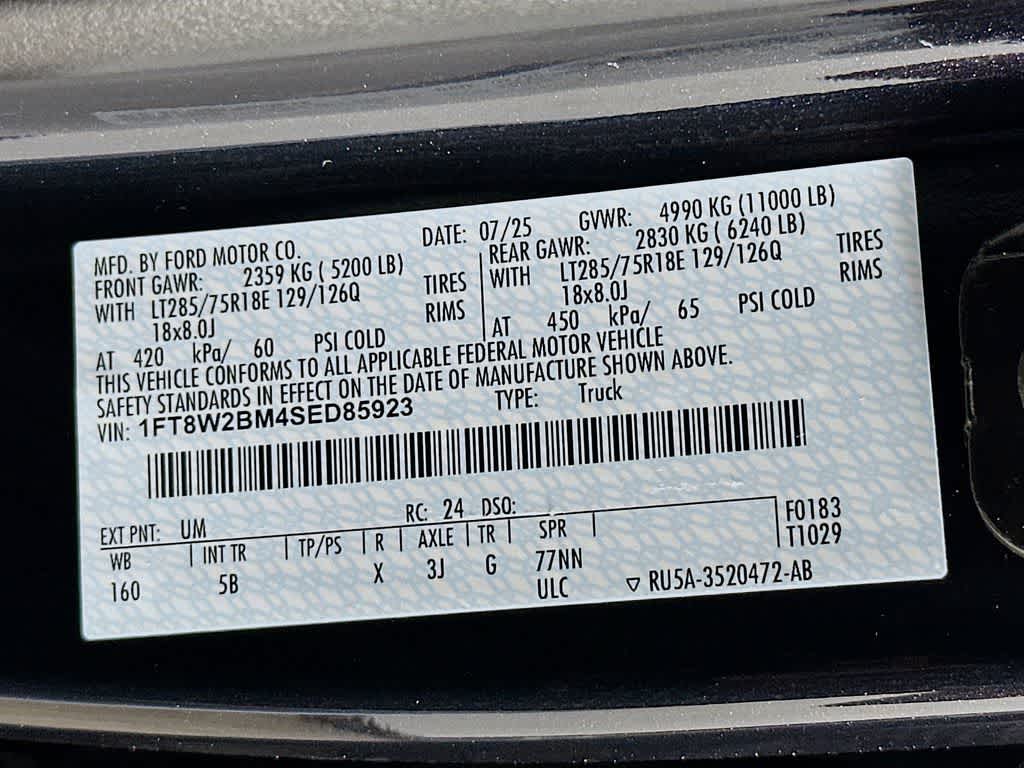 MFD. BY FORD MOTOR CO.
DATE: 07/25
GVWR: 4990 KG (11000 LB)
FRONT GAWR: 2359 KG ( 5200 LB)
WITH LT285/75R18E 129/126Q TIRES
18x8.0J RIMS
AT 420 kPa/ 60 PSI COLD
REAR GAWR: 2830 KG ( 6240 LB)
WITH LT285/75R18E 129/126Q TIRES
18x8.0J RIMS
AT 450 kPa/ 65 PSI COLD
THIS VEHICLE CONFORMS TO ALL APPLICABLE FEDERAL MOTOR VEHICLE
SAFETY STANDARDS IN EFFECT ON THE DATE OF MANUFACTURE SHOWN ABOVE.
VIN: 1FT8W2BM4SED85923 TYPE: Truck
EXT PNT: UM RC: 24 DSO: F0183
WB INT TR TP/PS R AXLE TR SPR T1029
160 5B X 3J G 77NN
ULC ▽ RU5A-3520472-AB